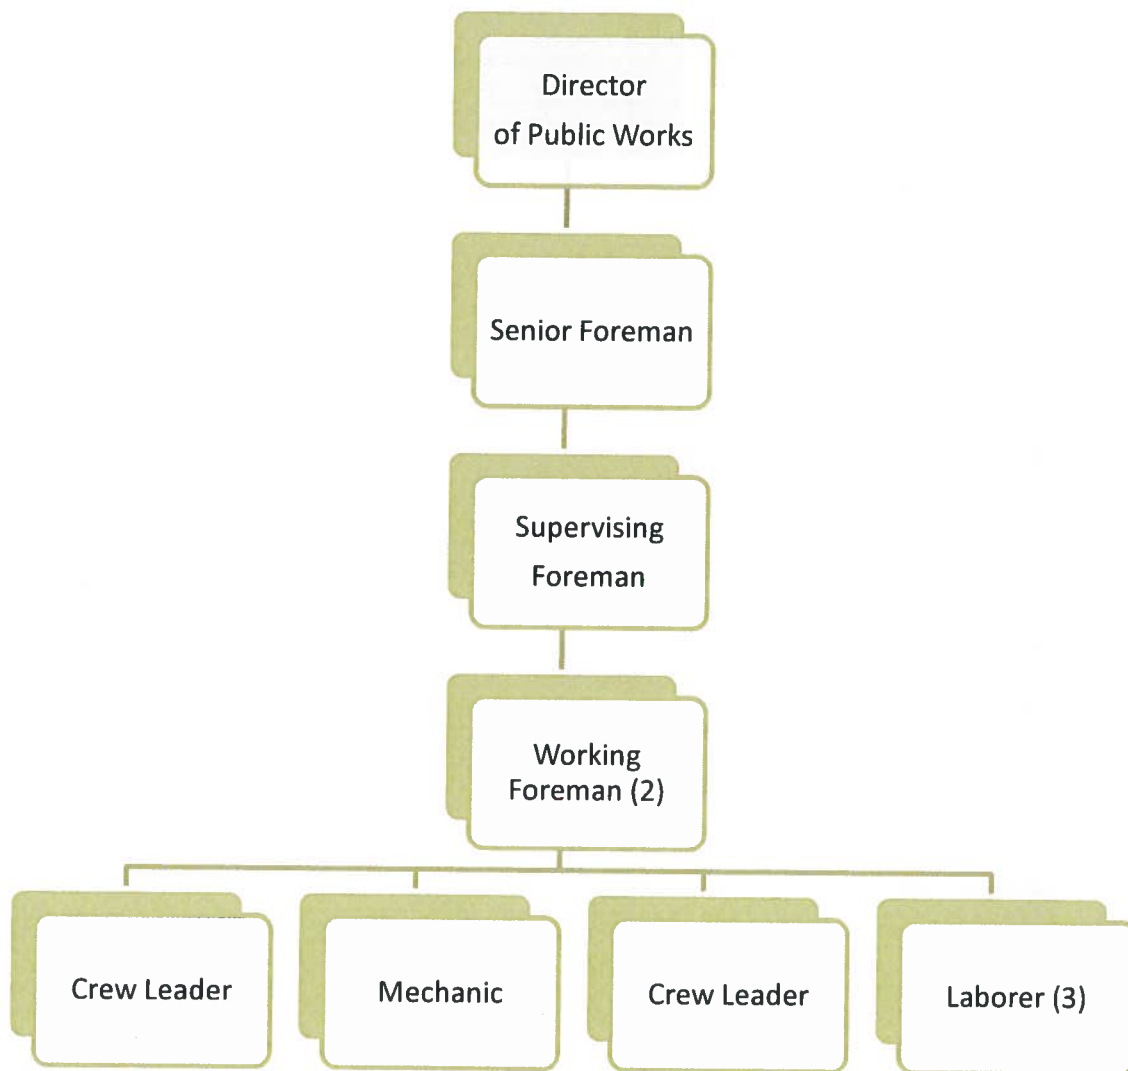 Director
of Public Works
Senior Foreman
Supervising
Foreman
Working
Foreman (2)
Crew Leader
Mechanic
Crew Leader
Laborer (3)